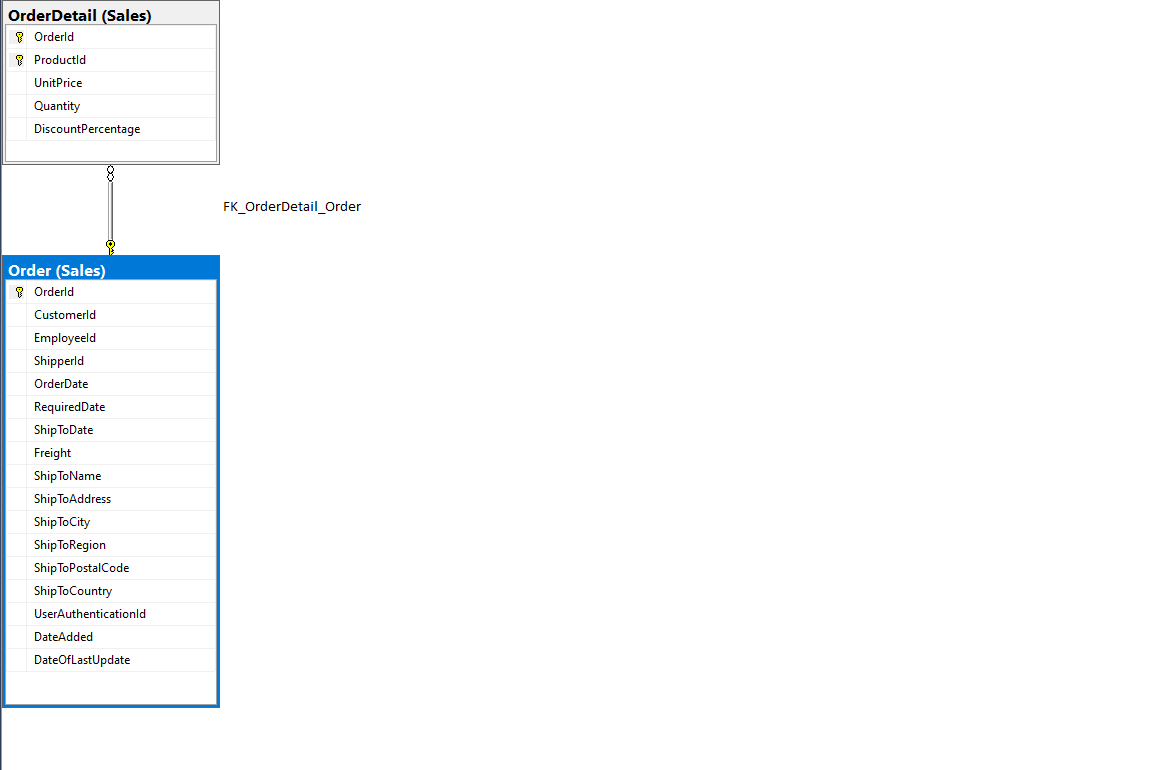 OrderDetail (Sales)
OrderId
ProductId
UnitPrice
Quantity
DiscountPercentage
FK_OrderDetail_Order
Order (Sales)
OrderId
CustomerId
EmployeeId
ShipperId
OrderDate
RequiredDate
ShipToDate
Freight
ShipToName
ShipToAddress
ShipToCity
ShipToRegion
ShipToPostalCode
ShipToCountry
UserAuthenticationId
DateAdded
DateOfLastUpdate